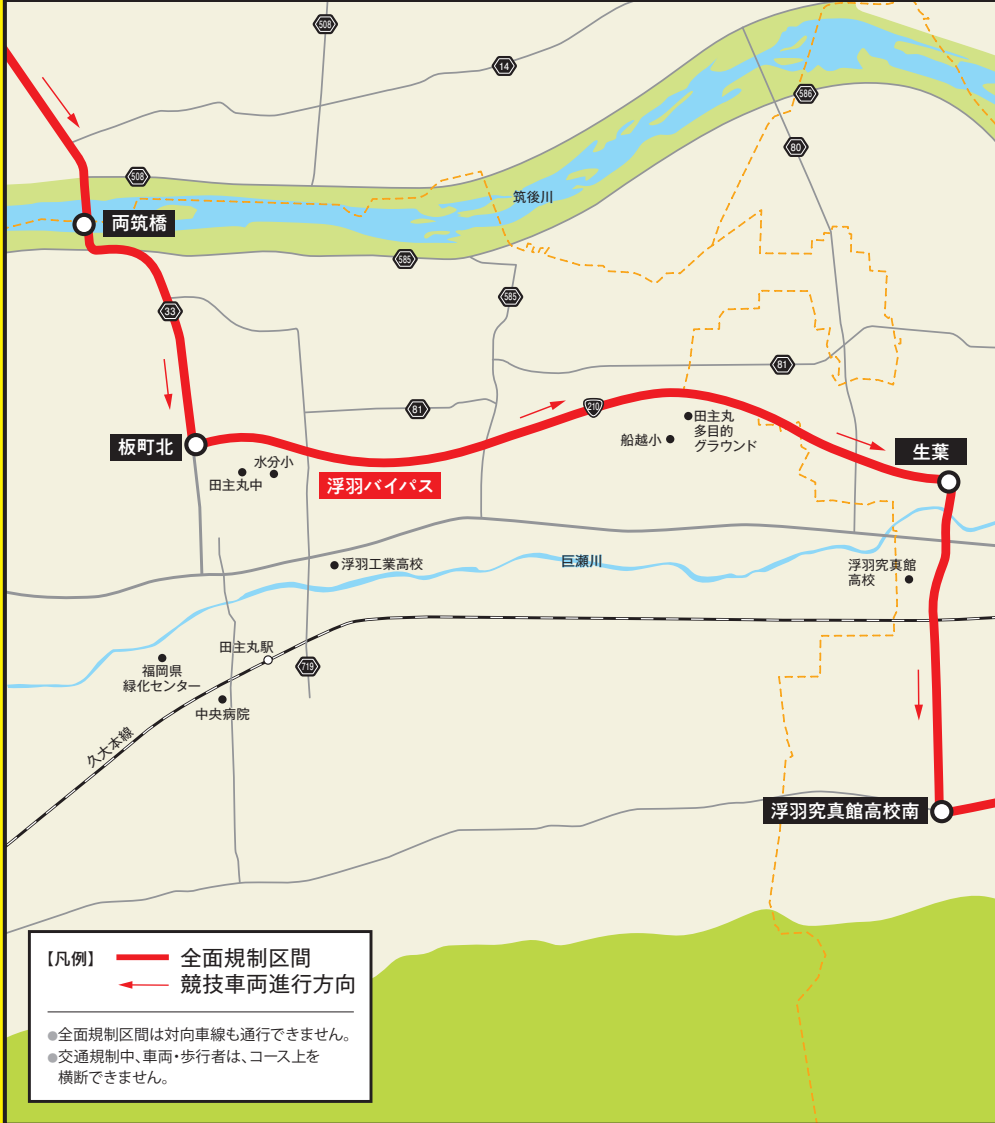 508
14
586
80
508
筑後川
両筑橋
585
585
33
81
81
210
田主丸
多目的
グラウンド
船越小
板町北
生葉
水分小
田主丸中
浮羽バイパス
浮羽工業高校
巨瀬川
浮羽究真館
高校
田主丸駅
719
福岡県
緑化センター
中央病院
久大本線
浮羽究真館高校南
【凡例】
全面規制区間
競技車両進行方向
●全面規制区間は対向車線も通行できません。
●交通規制中、車両・歩行者は、コース上を
横断できません。